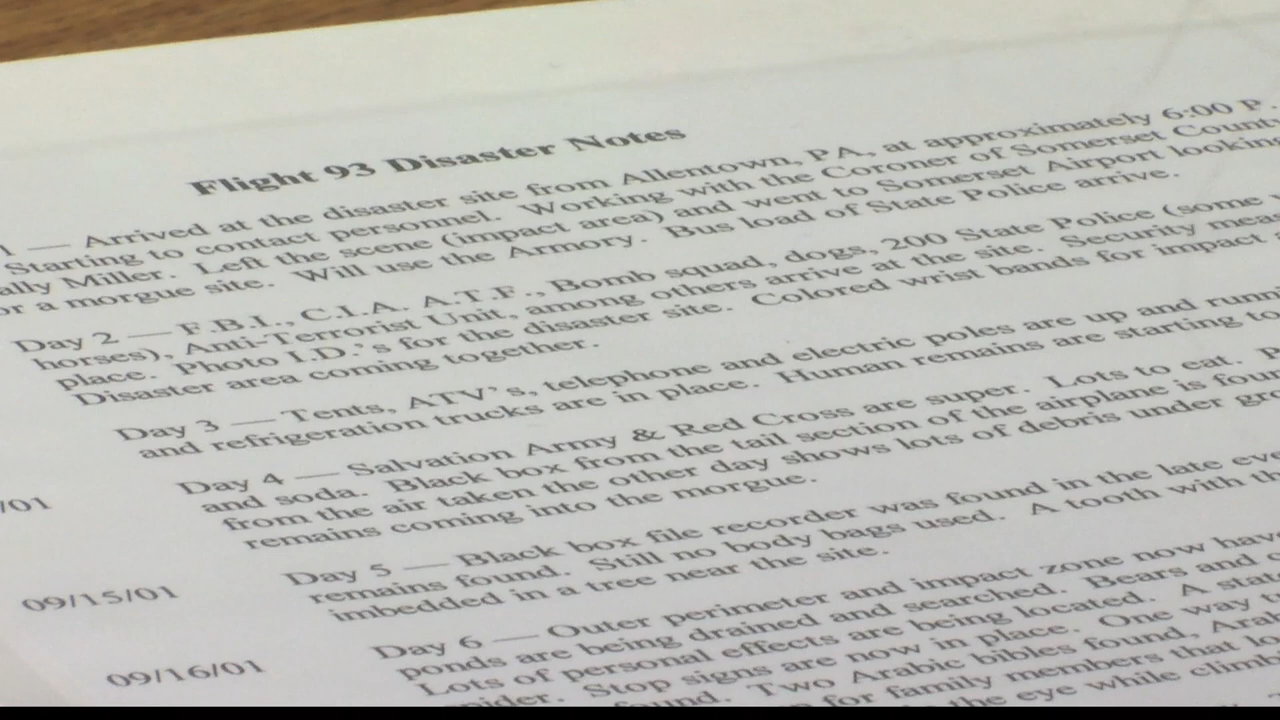 Flight 93 Disaster Notes
1 — Arrived at the disaster site from Allentown, PA, at approximately 6:00 P.
Starting to contact personnel. Working with the Coroner of Somerset County
ally Miller. Left the scene (impact area) and went to Somerset Airport looking
or a morgue site. Will use the Armory. Bus load of State Police arrive.
Day 2 — F.B.I., C.I.A. A.T.F., Bomb squad, dogs, 200 State Police (some
horses), Anti-Terrorist Unit, among others arrive at the site. Security meas
place. Photo I.D.'s for the disaster site. Colored wrist bands for impact
Disaster area coming together.
Day 3 — Tents, ATV's, telephone and electric poles are up and runni
and refrigeration trucks are in place. Human remains are starting to
/01
Day 4 — Salvation Army & Red Cross are super. Lots to eat. P
and soda. Black box from the tail section of the airplane is foun
from the air taken the other day shows lots of debris under gro
remains coming into the morgue.
09/15/01
Day 5 — Black box file recorder was found in the late eve
remains found. Still no body bags used. A tooth with th
imbedded in a tree near the site.
09/16/01
Day 6 — Outer perimeter and impact zone now have
ponds are being drained and searched. Bears and
Lots of personal effects are being located. A stat
pider. Stop signs are now in place. One way t
found. Two Arabic bibles found, Arab
for family members that lo
the eye while climb